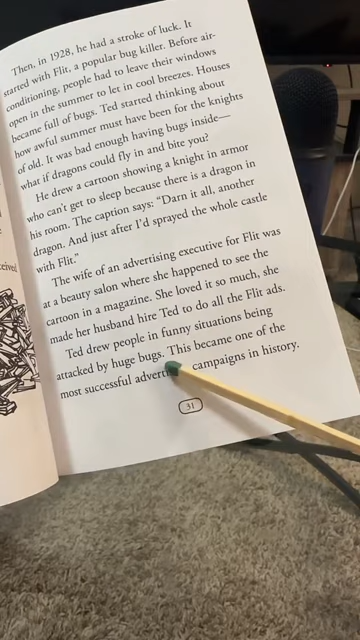 Then, in 1928, he had a stroke of luck. It
started with Flit, a popular bug killer. Before air-
conditioning, people had to leave their windows
open in the summer to let in cool breezes. Houses
became full of bugs. Ted started thinking about
how awful summer must have been for the knights
of old. It was bad enough having bugs inside—
what if dragons could fly in and bite you?
He drew a cartoon showing a knight in armor
who can't get to sleep because there is a dragon in
his room. The caption says: “Darn it all, another
dragon. And just after I'd sprayed the whole castle
with Flit.”
The wife of an advertising executive for Flit was
at a beauty salon where she happened to see the
cartoon in a magazine. She loved it so much, she
made her husband hire Ted to do all the Flit ads.
Ted drew people in funny situations being
attacked by huge bugs. This became one of the
most successful campaigns in history.
31